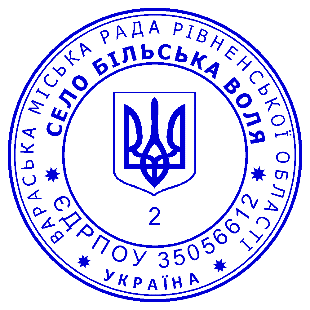 ВАРАСЬКА МІСЬКА РАДА РІВНЕНСЬКОЇ ОБЛАСТІ
СЕЛО БІЛЬСЬКА ВОЛЯ
2
ЄДРПОУ 35056612
* УКРАЇНА *